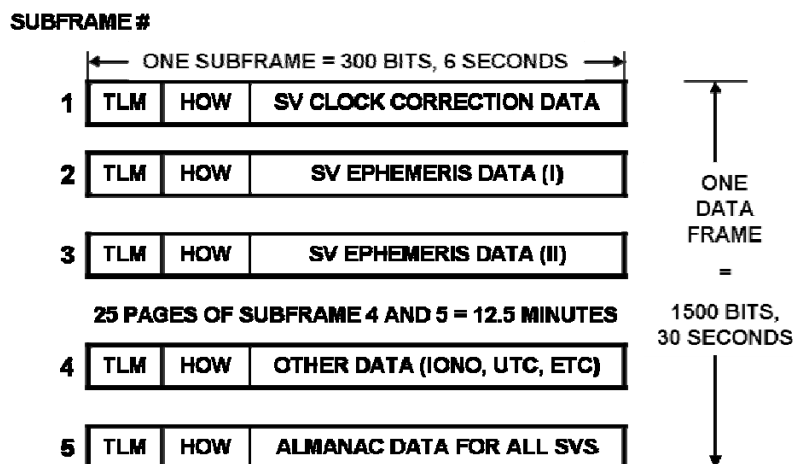 SUBFRAME #
ONE SUBFRAME = 300 BITS, 6 SECONDS
1 TLM HOW SV CLOCK CORRECTION DATA
2 TLM HOW SV EPHEMERIS DATA (I)
3 TLM HOW SV EPHEMERIS DATA (II)
25 PAGES OF SUBFRAME 4 AND 5 = 12.5 MINUTES
4 TLM HOW OTHER DATA (IONO, UTC, ETC)
5 TLM HOW ALMANAC DATA FOR ALL SVS
ONE
DATA
FRAME
=
1500 BITS,
30 SECONDS